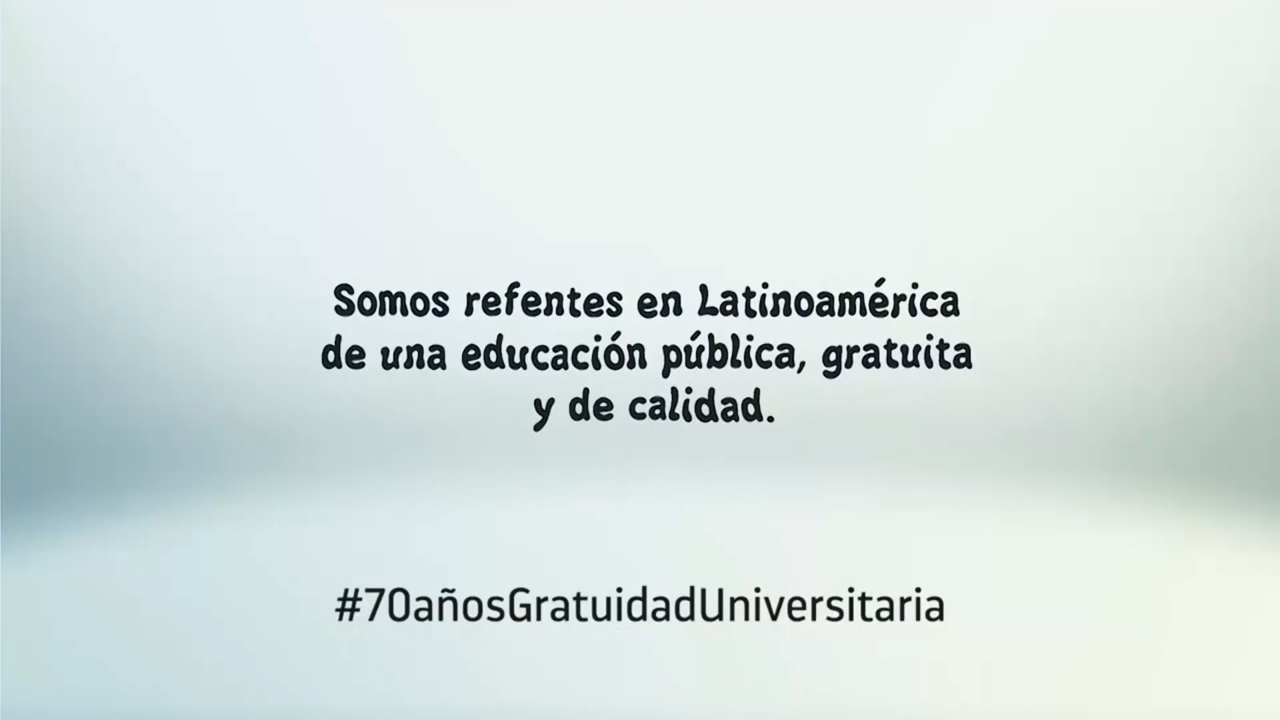 Somos refentes en Latinoamérica
de una educación pública, gratuita
y de calidad.
#70añosGratuidadUniversitaria